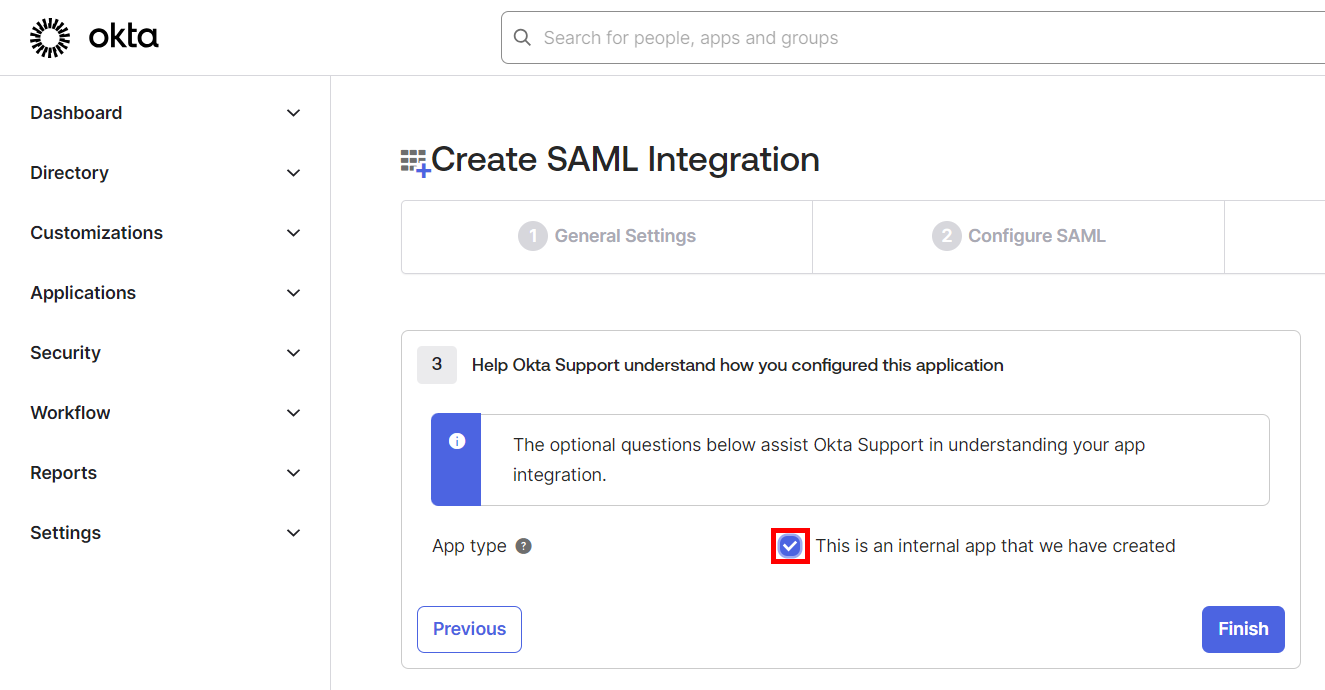 okta
Search for people, apps and groups
Dashboard
Directory
Customizations
Applications
Security
Workflow
Reports
Settings
Create SAML Integration
1 General Settings
2 Configure SAML
3 Help Okta Support understand how you configured this application
i The optional questions below assist Okta Support in understanding your app
integration.
App type ? This is an internal app that we have created
Previous
Finish